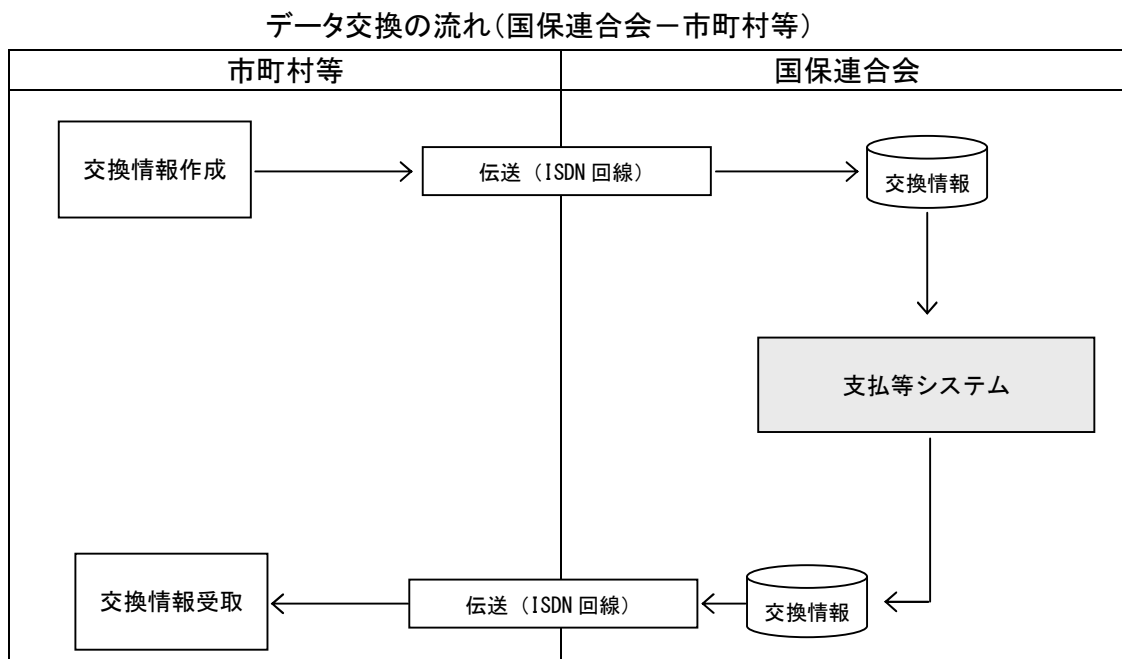 データ交換の流れ(国保連合会－市町村等)
市町村等
国保連合会
交換情報作成
伝送（ISDN 回線）
交換情報
支払等システム
交換情報受取
伝送（ISDN 回線）
交換情報